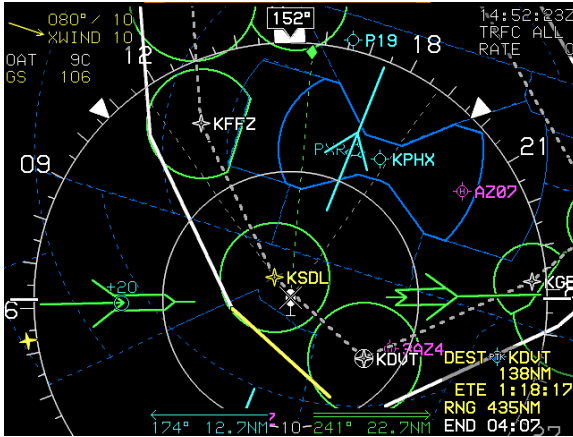 080°/ 10
XWIND 10
OAT 9C
GS 106
152°
14:52:23Z
TRFC ALL
RATE
P19
12
18
KFFZ
PXR
KPHX
09
21
AZ07
KSDL
+20
6
KDVT
AZ4
DEST KDVT
138NM
ETE 1:18:17
RNG 435NM
END 04:07
174° 12.7NM
-10-
241° 22.7NM
27